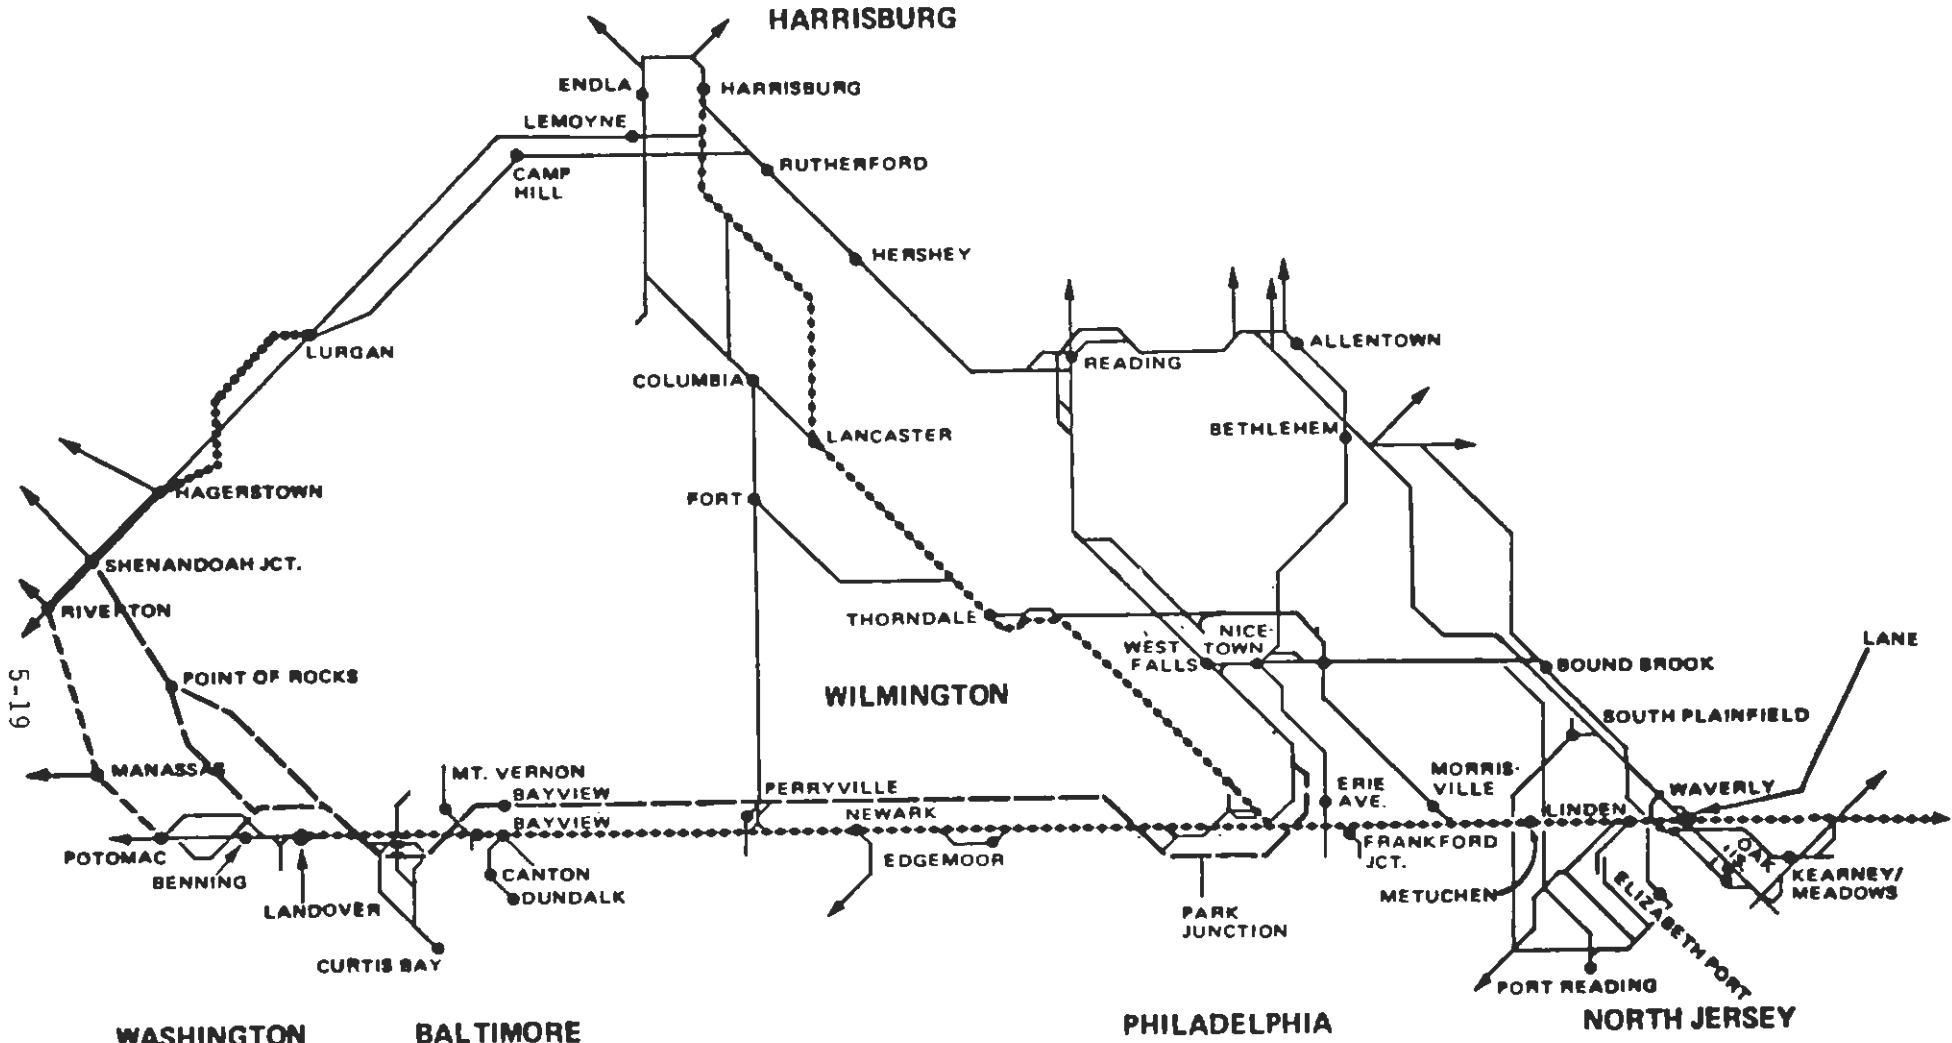 HARRISBURG
ENDLA
HARRISBURG
LEMOYNE
CAMP
HILL
RUTHERFORD
HERSHEY
LURGAN
READING
ALLENTOWN
COLUMBIA
LANCASTER
BETHLEHEM
HAGERSTOWN
PORT
SHENANDOAH JCT.
RIVERTON
THORNDALE
NICE-
WEST TOWN
FALLS
LANE
BOUND BROOK
5-19
POINT OF ROCKS
WILMINGTON
SOUTH PLAINFIELD
MANASSAS
MT. VERNON
BAYVIEW
PERRYVILLE
ERIE
AVE.
MORRIS-
VILLE
WAVERLY
BAYVIEW
NEWARK
LINDEN
POTOMAC
BENNING
EDGEMOOR
FRANKFORD
JCT.
OAK
CANTON
DUNDALK
LANDOVER
METUCHEN
ELIZABETH PORT
KEARNEY/
MEADOWS
PARK
JUNCTION
CURTIS BAY
PORT READING
WASHINGTON
BALTIMORE
PHILADELPHIA
NORTH JERSEY